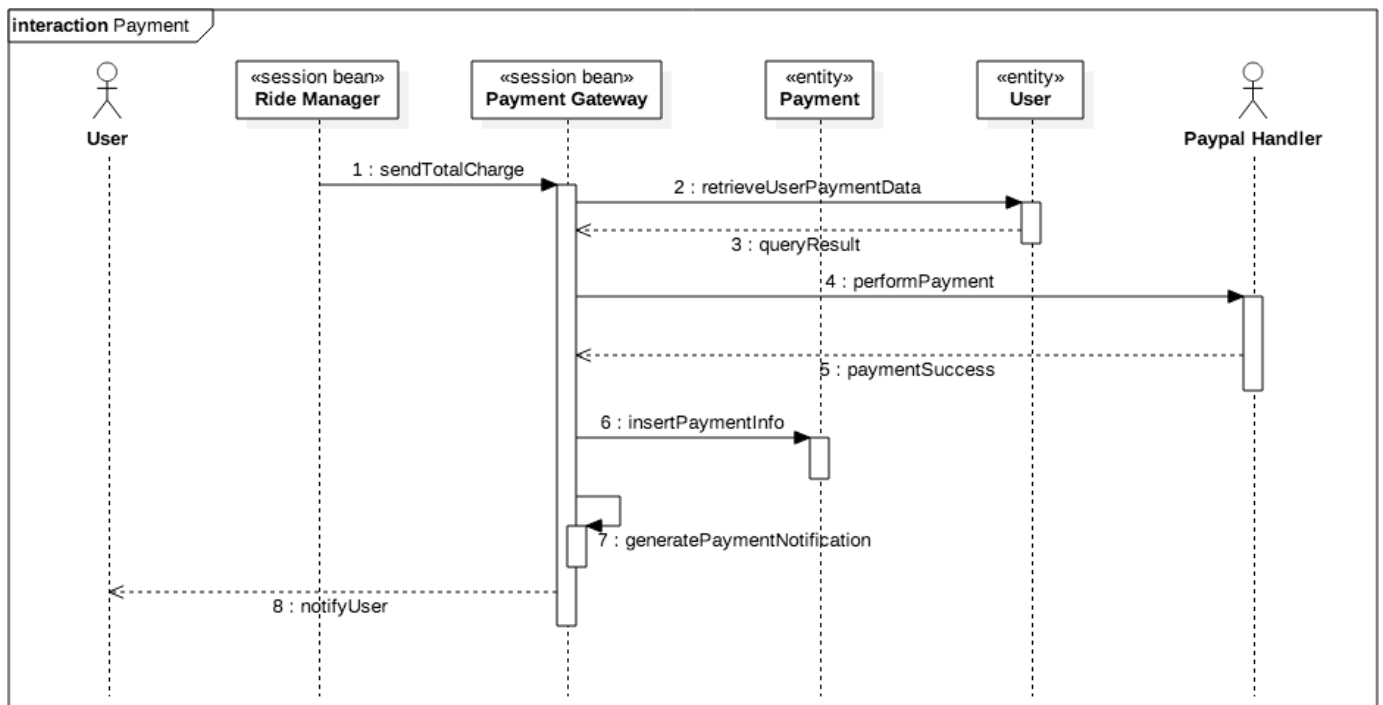 interaction Payment
«session bean»
Ride Manager
«session bean»
Payment Gateway
«entity»
Payment
«entity»
User
User
Paypal Handler
1 : sendTotalCharge
2 : retrieveUserPaymentData
3 : queryResult
4 : performPayment
5 : paymentSuccess
6 : insertPaymentInfo
7 : generatePaymentNotification
8 : notifyUser